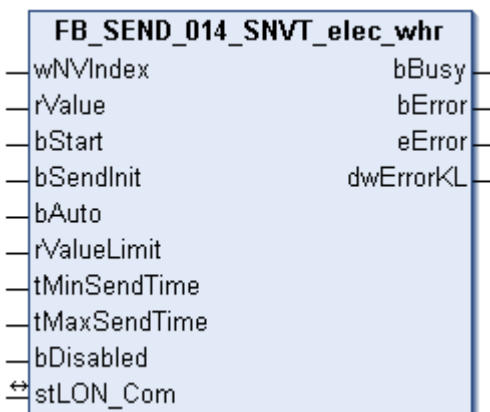 FB_SEND_014_SNVT_elec_whr
wNVIndex bBusy
rValue bError
bStart eError
bSendInit dwErrorKL
bAuto
rValueLimit
tMinSendTime
tMaxSendTime
bDisabled
stLON_Com